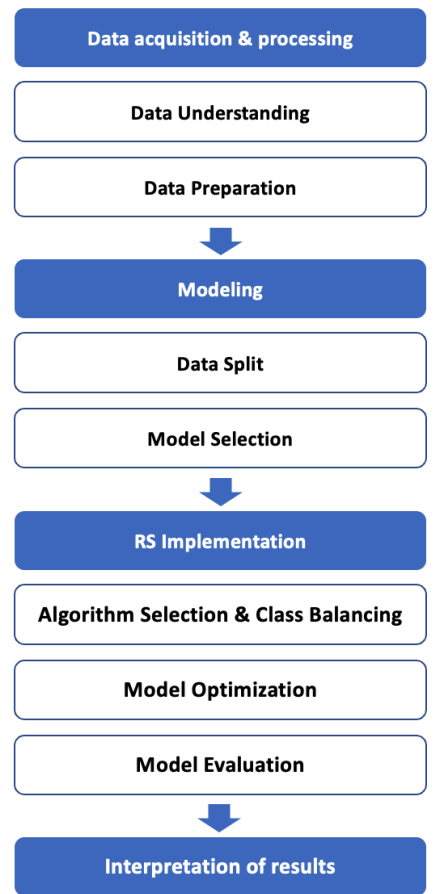 Data acquisition & processing
Data Understanding
Data Preparation
Modeling
Data Split
Model Selection
RS Implementation
Algorithm Selection & Class Balancing
Model Optimization
Model Evaluation
Interpretation of results